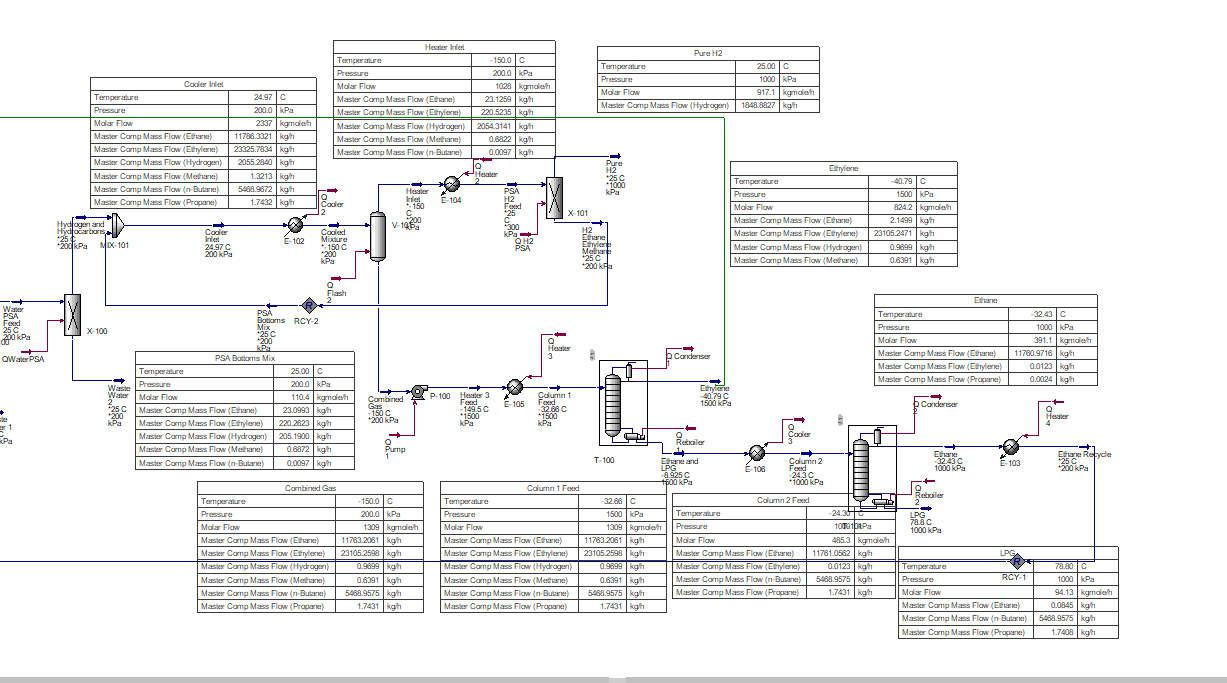 Cooler Inlet
Temperature 24.97 C
Pressure 200.0 kPa
Molar Flow 2337 kgmole/h
Master Comp Mass Flow (Ethane) 11786.3337 kg/h
Master Comp Mass Flow (Ethylene) 23325.7834 kg/h
Master Comp Mass Flow (Hydrogen) 2055.2840 kg/h
Master Comp Mass Flow (Methane) 1.3213 kg/h
Master Comp Mass Flow (n-Butane) 5468.9672 kg/h
Master Comp Mass Flow (Propane) 1.7432 kg/h
Heater Inlet
Temperature -150.0 C
Pressure 200.0 kPa
Molar Flow 1028 kgmole/h
Master Comp Mass Flow (Ethane) 23.1259 kg/h
Master Comp Mass Flow (Ethylene) 220.5235 kg/h
Master Comp Mass Flow (Hydrogen) 2054.3141 kg/h
Master Comp Mass Flow (Methane) 0.6822 kg/h
Master Comp Mass Flow (n-Butane) 0.0097 kg/h
Pure H2
Temperature 25.00 C
Pressure 1000 kPa
Molar Flow 917.1 kgmole/h
Master Comp Mass Flow (Hydrogen) 1848.8827 kg/h
Ethylene
Temperature -40.79 C
Pressure 1500 kPa
Molar Flow 824.2 kgmole/h
Master Comp Mass Flow (Ethane) 2.1499 kg/h
Master Comp Mass Flow (Ethylene) 23105.2471 kg/h
Master Comp Mass Flow (Hydrogen) 0.9699 kg/h
Master Comp Mass Flow (Methane) 0.6391 kg/h
Q
Heater
2
Pure
H2
*25 C
*1000
kPa
Q
Cooler
2
Heater
Inlet
*-150
C
*200
kPa
E-104
PSA
H2
Feed
*25
C
*300
kPa
X-101
Q H2
PSA
H2
Ethane
Ethylene
Methane
*25 C
*200 kPa
Hydrogen and
Hydrocarbons
*25 C
*200 kPa
MIX-101
Cooler
Inlet
24.97 C
200 kPa
E-102
Cooled
Mixture
*-150 C
*200
kPa
Q
Flash
2
Water
PSA
Feed
25 C
200 kPa
X-100
QWaterPSA
PSA
Bottoms
Mix
*25 C
*200
kPa
R
RCY-2
Waste
Water
2
*25 C
*200
kPa
PSA Bottoms Mix
Temperature 25.00 C
Pressure 200.0 kPa
Molar Flow 110.4 kgmole/h
Master Comp Mass Flow (Ethane) 23.0993 kg/h
Master Comp Mass Flow (Ethylene) 220.2623 kg/h
Master Comp Mass Flow (Hydrogen) 205.1900 kg/h
Master Comp Mass Flow (Methane) 0.6872 kg/h
Master Comp Mass Flow (n-Butane) 0.0097 kg/h
Ethane
Temperature -32.43 C
Pressure 1000 kPa
Molar Flow 391.1 kgmole/h
Master Comp Mass Flow (Ethane) 11760.9716 kg/h
Master Comp Mass Flow (Ethylene) 0.0123 kg/h
Master Comp Mass Flow (Propane) 0.0024 kg/h
Combined
Gas
-150 C
*200 kPa
P-100
Q
Pump
1
Heater 3
Feed
-149.5 C
*1500
kPa
Q
Heater
3
E-105
Column 1
Feed
-32.66 C
*1500
kPa
Q Condenser
1
Ethylene
-40.79 C
1500 kPa
T-100
Q
Reboiler
1
Ethane and
LPG
-8.925 C
1500 kPa
Q
Cooler
3
E-106
Column 2
Feed
-24.3 C
*1000 kPa
Q Condenser
2
Ethane
-32.43 C
1000 kPa
Q
Heater
4
E-103
Ethane Recycle
*25 C
*200 kPa
Q
Reboiler
2
LPG
78.8 C
1000 kPa
Combined Gas
Temperature -150.0 C
Pressure 200.0 kPa
Molar Flow 1309 kgmole/h
Master Comp Mass Flow (Ethane) 11763.2061 kg/h
Master Comp Mass Flow (Ethylene) 23105.2598 kg/h
Master Comp Mass Flow (Hydrogen) 0.9699 kg/h
Master Comp Mass Flow (Methane) 0.6391 kg/h
Master Comp Mass Flow (n-Butane) 5468.9575 kg/h
Master Comp Mass Flow (Propane) 1.7431 kg/h
Column 1 Feed
Temperature -32.66 C
Pressure 1500 kPa
Molar Flow 1309 kgmole/h
Master Comp Mass Flow (Ethane) 11763.2061 kg/h
Master Comp Mass Flow (Ethylene) 23105.2598 kg/h
Master Comp Mass Flow (Hydrogen) 0.9699 kg/h
Master Comp Mass Flow (Methane) 0.6391 kg/h
Master Comp Mass Flow (n-Butane) 5468.9575 kg/h
Master Comp Mass Flow (Propane) 1.7431 kg/h
Column 2 Feed
Temperature -24.30 C
Pressure kPa
Molar Flow 485.3 kgmole/h
Master Comp Mass Flow (Ethane) 11761.0562 kg/h
Master Comp Mass Flow (Ethylene) 0.0123 kg/h
Master Comp Mass Flow (n-Butane) 5468.9575 kg/h
Master Comp Mass Flow (Propane) 1.7431 kg/h
LPG
R
RCY-1
Temperature 78.80 C
Pressure 1000 kPa
Molar Flow 94.13 kgmole/h
Master Comp Mass Flow (Ethane) 0.0845 kg/h
Master Comp Mass Flow (n-Butane) 5468.9575 kg/h
Master Comp Mass Flow (Propane) 1.7408 kg/h